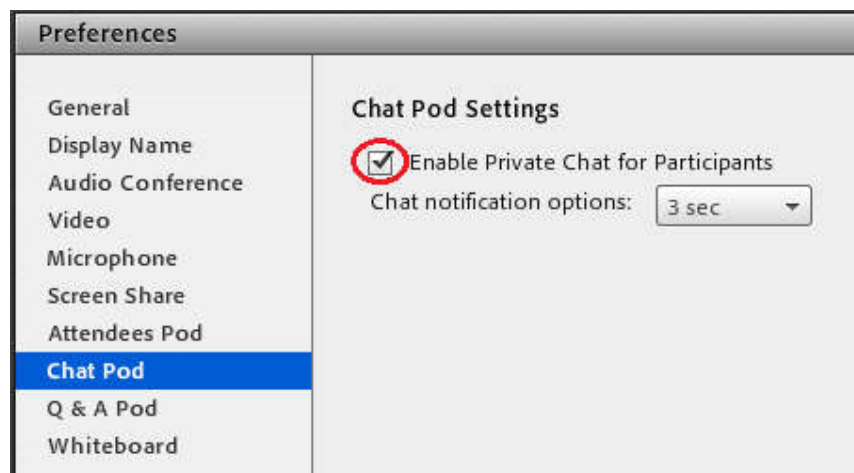 Preferences
General
Display Name
Audio Conference
Video
Microphone
Screen Share
Attendees Pod
Chat Pod
Q & A Pod
Whiteboard
Chat Pod Settings
Enable Private Chat for Participants
Chat notification options: 3 sec